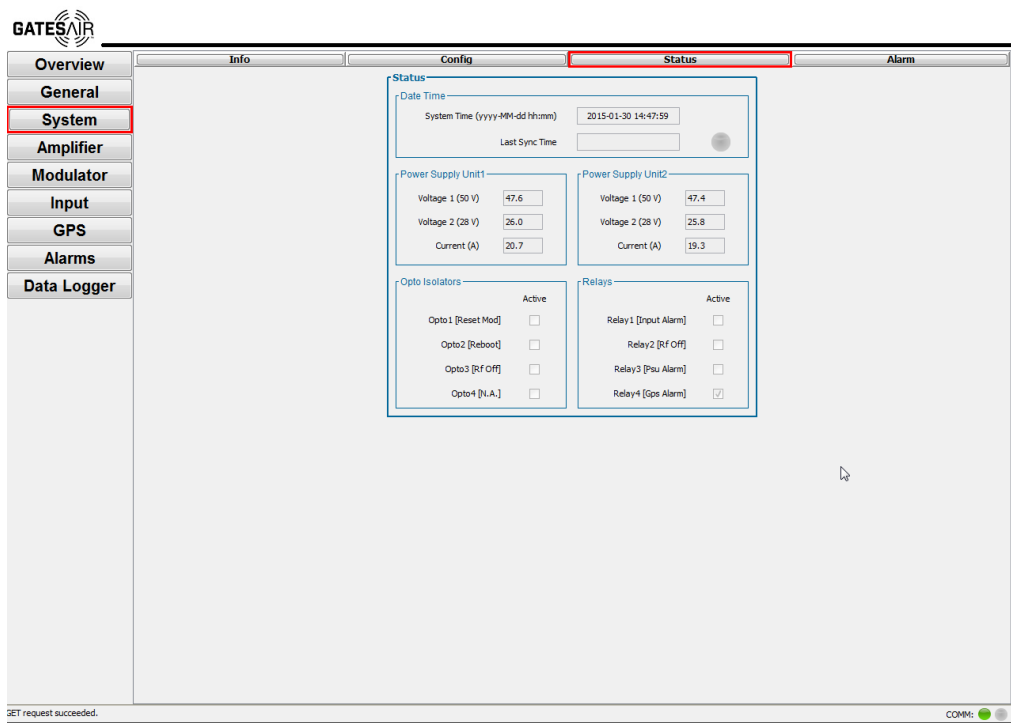 GATESAIR
Overview
General
System
Amplifier
Modulator
Input
GPS
Alarms
Data Logger
Info Config Status Alarm
Status
Date Time
System Time (yyyy-MM-dd hh:mm) 2015-01-30 14:47:59
Last Sync Time
Power Supply Unit1
Voltage 1 (50 V) 47.6
Voltage 2 (28 V) 26.0
Current (A) 20.7
Power Supply Unit2
Voltage 1 (50 V) 47.4
Voltage 2 (28 V) 25.8
Current (A) 19.3
Opto Isolators
Active
Opto1 [Reset Mod]
Opto2 [Reboot]
Opto3 [Rf Off]
Opto4 [N.A.]
Relays
Active
Relay1 [Input Alarm]
Relay2 [Rf Off]
Relay3 [Psu Alarm]
Relay4 [Gps Alarm]
GET request succeeded.
COMM: